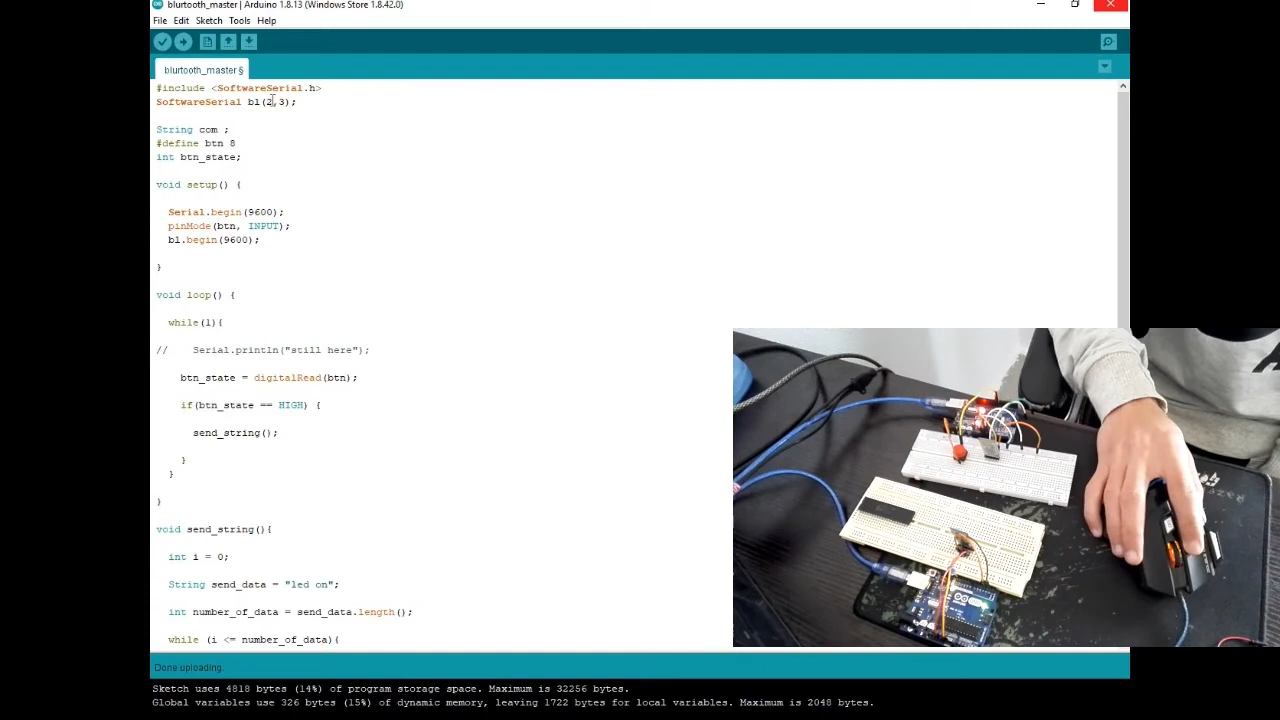 blurtooth_master | Arduino 1.8.13 (Windows Store 1.8.42.0)
File Edit Sketch Tools Help
blurtooth_master §
#include <SoftwareSerial.h>
SoftwareSerial bl(2,3);
String com ;
#define btn 8
int btn_state;
void setup() {
Serial.begin(9600);
pinMode(btn, INPUT);
bl.begin(9600);
}
void loop() {
while(1){
// Serial.println("still here");
btn_state = digitalRead(btn);
if(btn_state == HIGH) {
send_string();
}
}
}
void send_string(){
int i = 0;
String send_data = "led on";
int number_of_data = send_data.length();
while (i <= number_of_data){
Done uploading.
Sketch uses 4818 bytes (14%) of program storage space. Maximum is 32256 bytes.
Global variables use 326 bytes (15%) of dynamic memory, leaving 1722 bytes for local variables. Maximum is 2048 bytes.